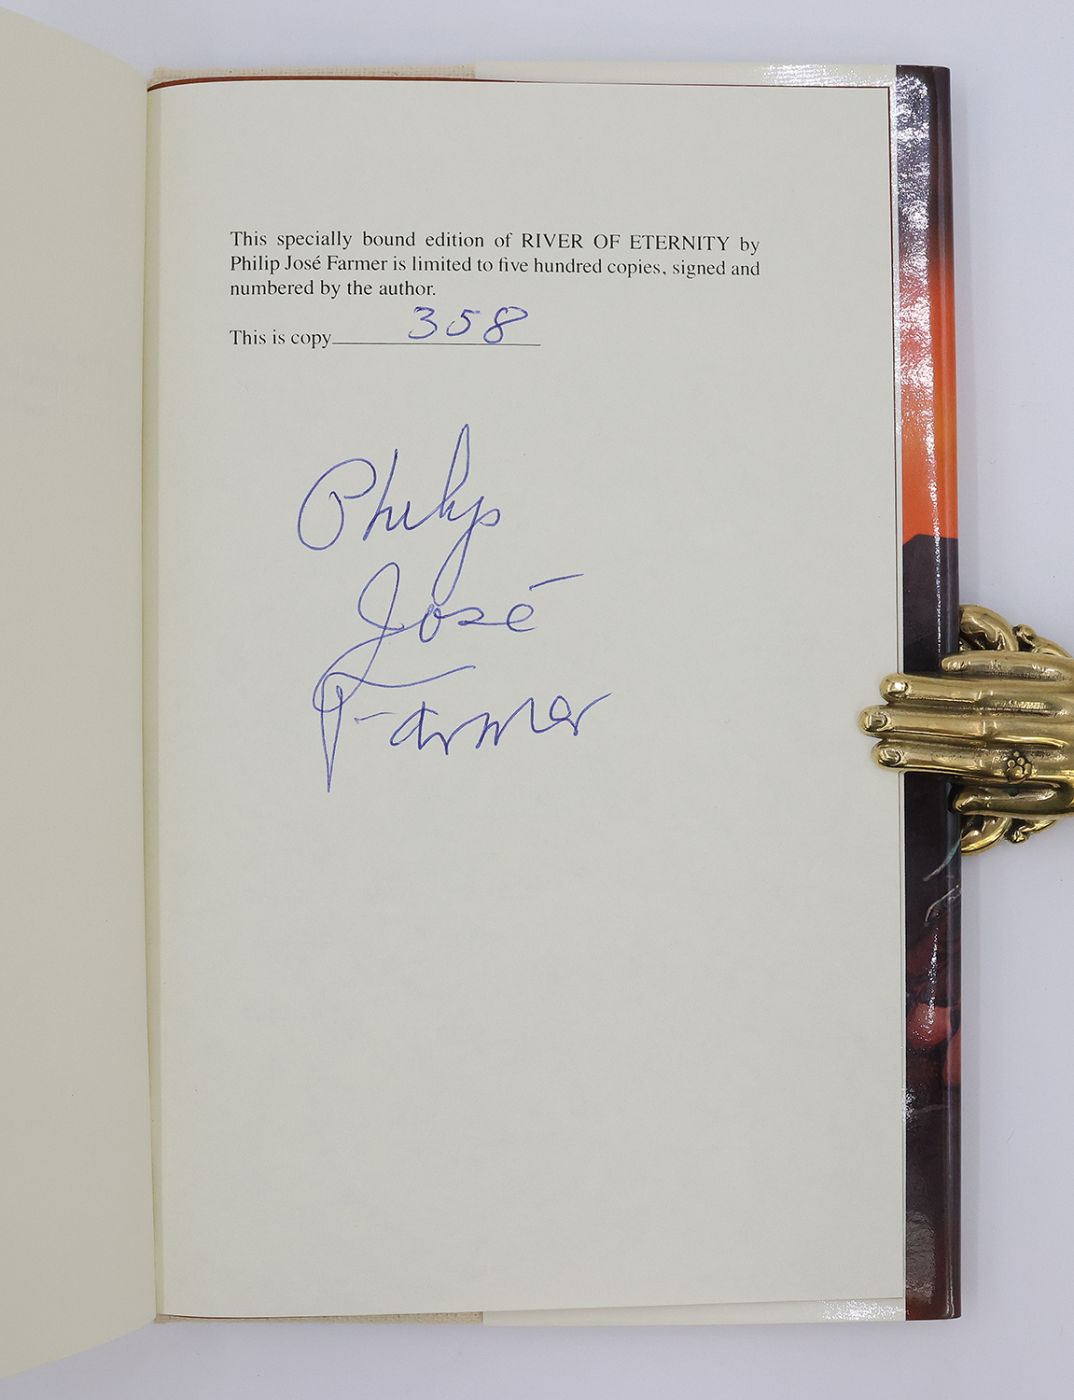 This specially bound edition of RIVER OF ETERNITY by
Philip José Farmer is limited to five hundred copies, signed and
numbered by the author.
This is copy 358
Philip
José
Farmer